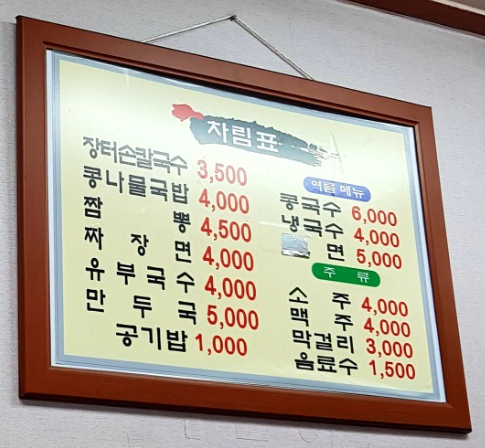 차림표
장터손칼국수 3,500
콩나물국밥 4,000
짬뽕 4,500
짜장면 4,000
유부국수 4,000
만두국 5,000
공기밥 1,000
여름메뉴
콩국수 6,000
냉국수 4,000
면 5,000
주류
소주 4,000
맥주 4,000
막걸리 3,000
음료수 1,500